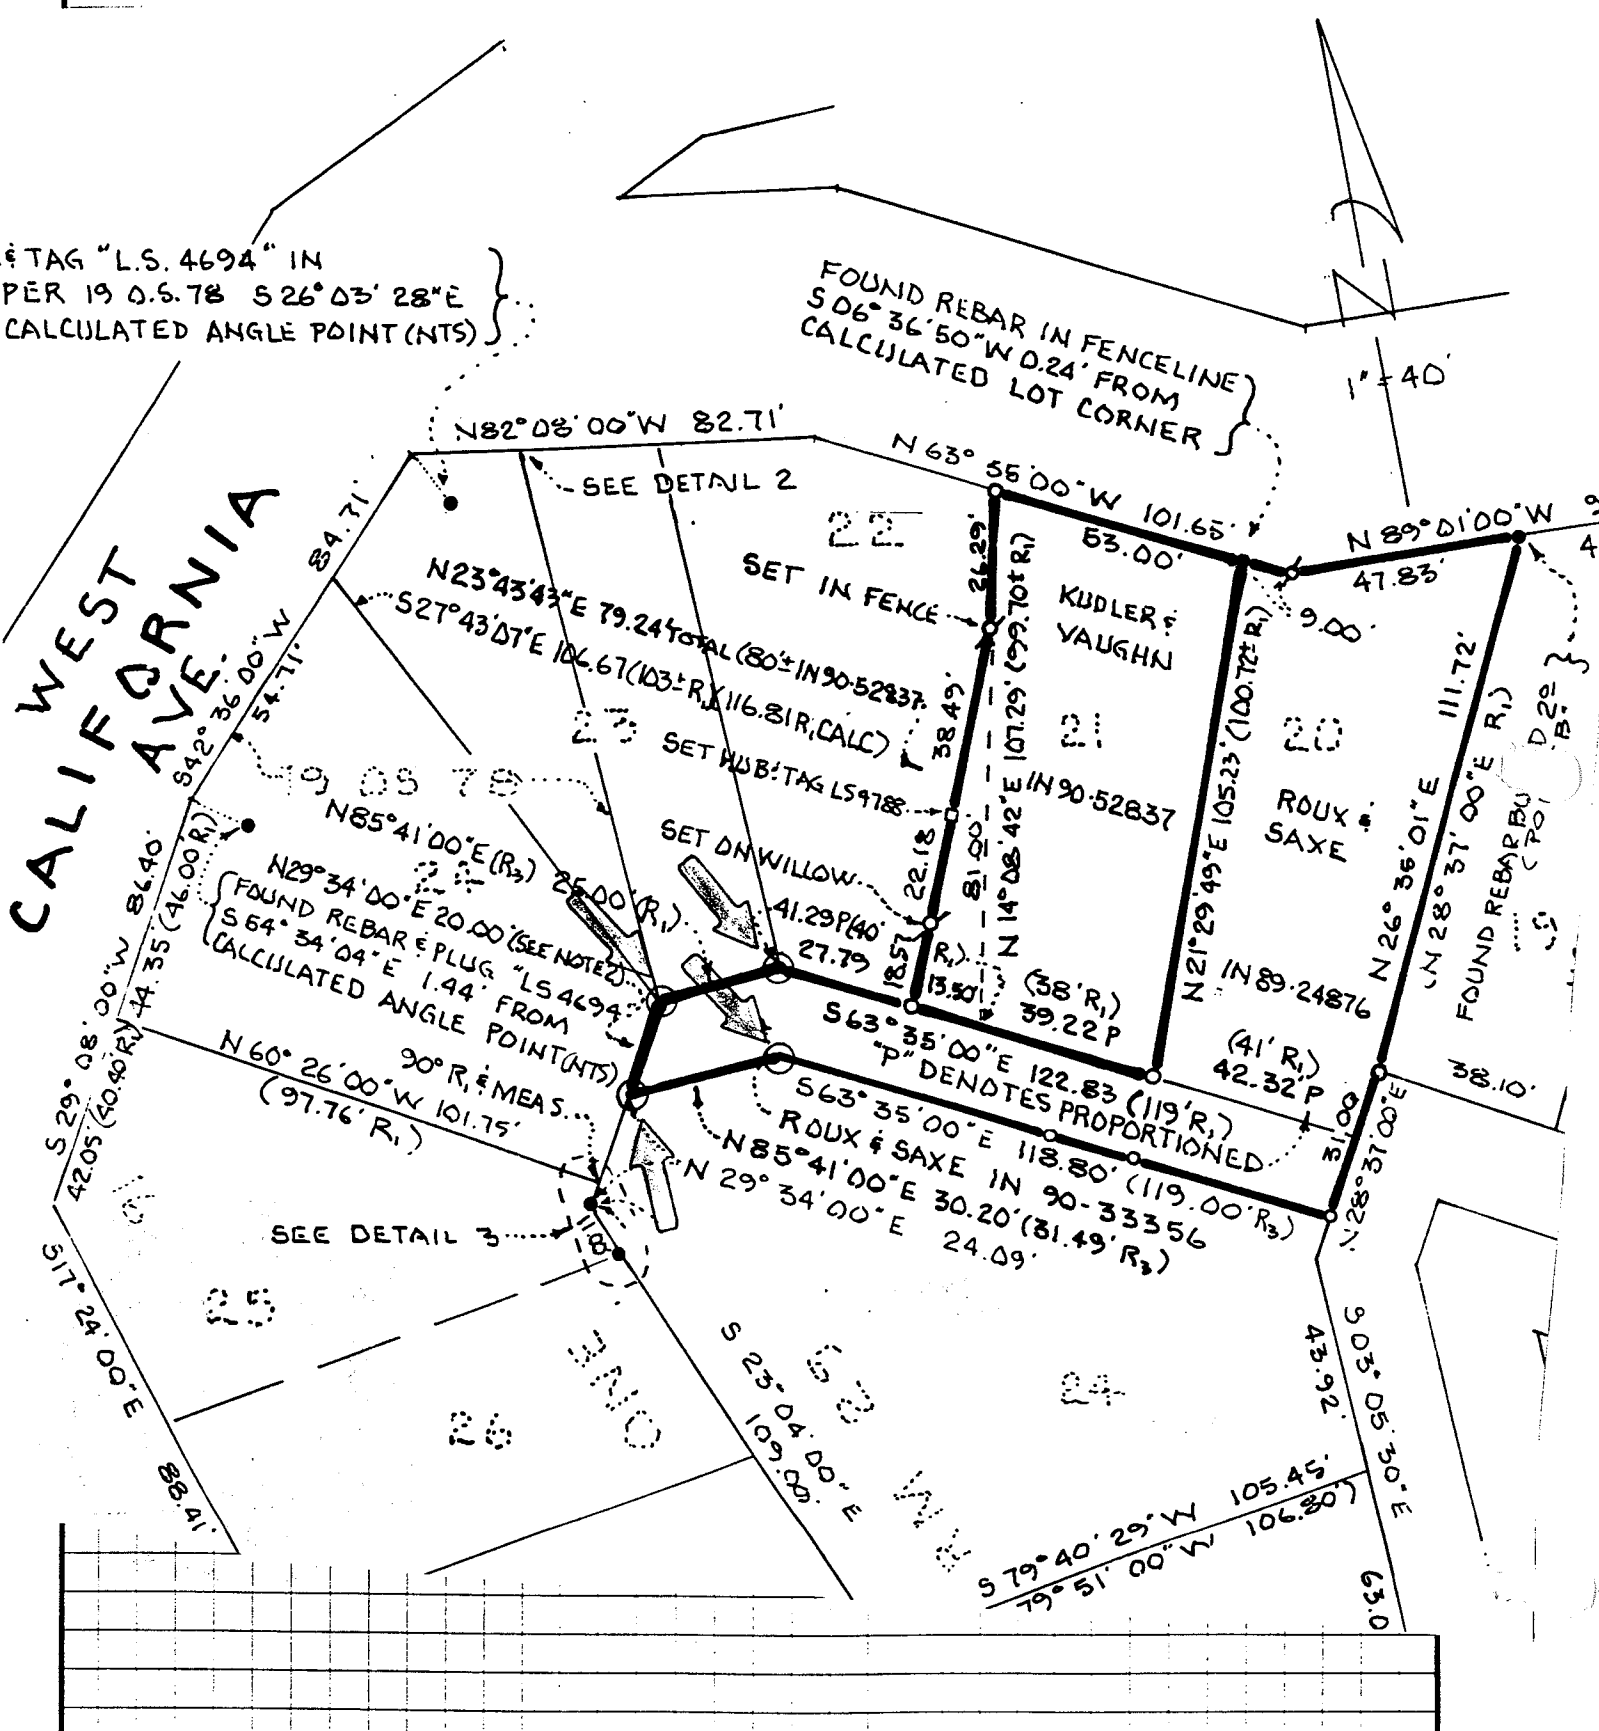 & TAG "L.S. 4694" IN
PER 19 O.S. 78 S 26° 03' 28" E
CALCULATED ANGLE POINT (NTS)
FOUND REBAR IN FENCELINE
S 06° 36' 50" W 0.24' FROM
CALCULATED LOT CORNER
1" = 40'
N82°08'00"W 82.71'
SEE DETAIL 2
N 63° 55'00"W 101.65'
53.00'
9.00'
N 89°01'00"W
47.83'
WEST
CALIFORNIA
AVE.
84.71'
S42° 36'00"W
54.71'
22
SET IN FENCE
26.29'
N23°43'43"E 79.24' TOTAL (80'± IN 90-52837
S27°43'07"E 106.67 (103± R1)(116.81 R1 CALC)
23
SET HUB & TAG LS 9788
38.49'
KUDLER &
VAUGHN
21
IN 90-52837
N 14° 08' 42" E 107.29' (99.70± R1)
81.00
N21°29'49"E 105.23' (100.72± R1)
20
ROUX &
SAXE
IN 89-24876
111.72'
N 26° 36' 01" E
(N 28° 37' 00" E R1)
FOUND REBAR
19 OS 78
N85°41'00"E (R3) 25.00' (R1)
24
N29°34'00"E 20.00' (SEE NOTE 2)
FOUND REBAR & PLUG "LS 4694"
S 64° 34' 04" E 1.44' FROM
CALCULATED ANGLE POINT (NTS)
SET ON WILLOW
22.18
41.29 P (40'
R1)
27.79
18.57
13.50'
(38' R1)
39.22 P
(41' R1)
42.32' P
38.10'
31.00
N 28° 37' 00" E
S 29° 08' 00" W 86.40'
44.35 (46.00 R1)
42.05' (40.40 R1)
N 60° 26' 00" W 101.75'
(97.76' R1)
90° R1 & MEAS.
S63°35'00"E 122.83 (119' R1)
"P" DENOTES PROPORTIONED
S63°35'00"E 118.80' (119.00' R3)
ROUX & SAXE IN 90-33356
N85°41'00"E 30.20' (31.49' R3)
N 29° 34' 00" E 24.09'
SEE DETAIL 3
18
25
S17° 24' 00" E
88.41'
26
S 23° 04' 00" E
109.00'
24
43.92'
S 03° 05' 30" E
63.0
S 79° 40' 29" W 105.45'
79° 51' 00" W 106.80')